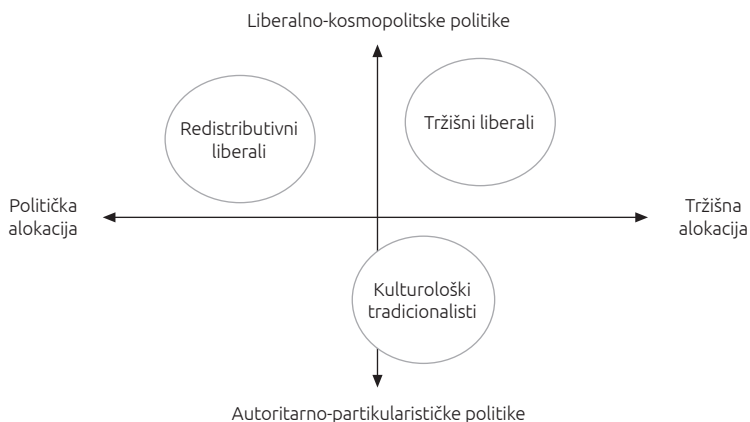 Liberalno-kosmopolitske politike
Redistributivni
liberali
Tržišni liberali
Politička
alokacija
Tržišna
alokacija
Kulturološki
tradicionalisti
Autoritarno-partikularističke politike